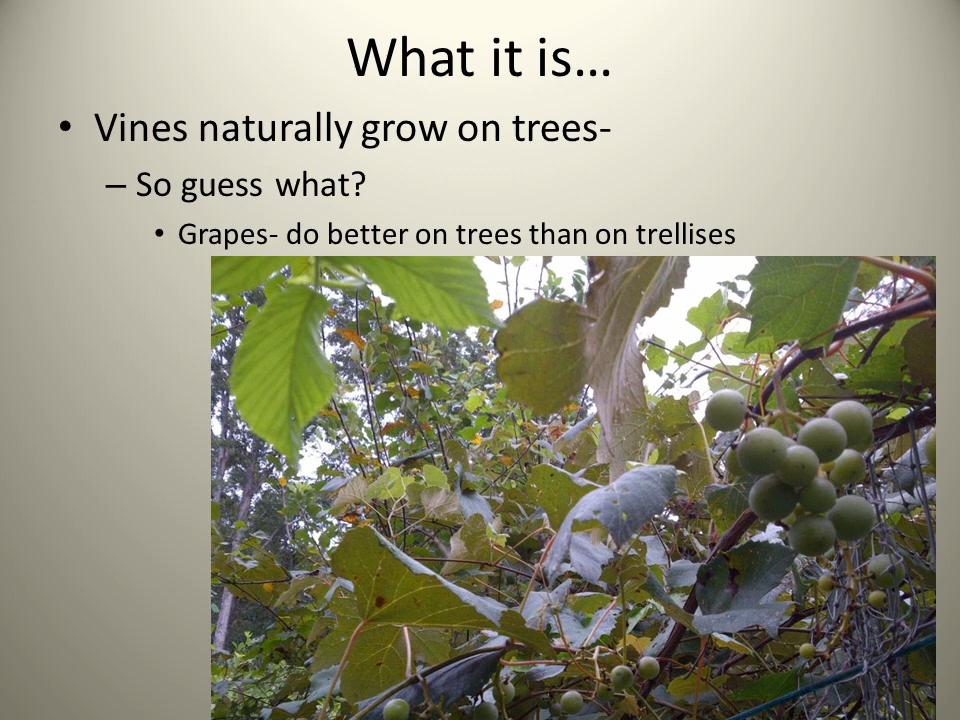 What it is…
• Vines naturally grow on trees-
– So guess what?
• Grapes- do better on trees than on trellises